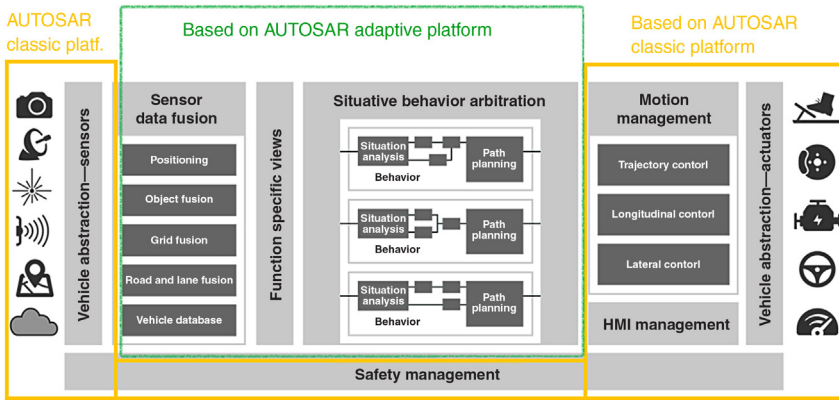 AUTOSAR
classic platf.
Based on AUTOSAR adaptive platform
Based on AUTOSAR
classic platform
Vehicle abstraction—sensors
Sensor
data fusion
Positioning
Object fusion
Grid fusion
Road and lane fusion
Vehicle database
Function specific views
Situative behavior arbitration
Situation
analysis
Path
planning
Behavior
Situation
analysis
Path
planning
Behavior
Situation
analysis
Path
planning
Behavior
Motion
management
Trajectory contorl
Longitudinal contorl
Lateral contorl
HMI management
Vehicle abstraction—actuators
Safety management